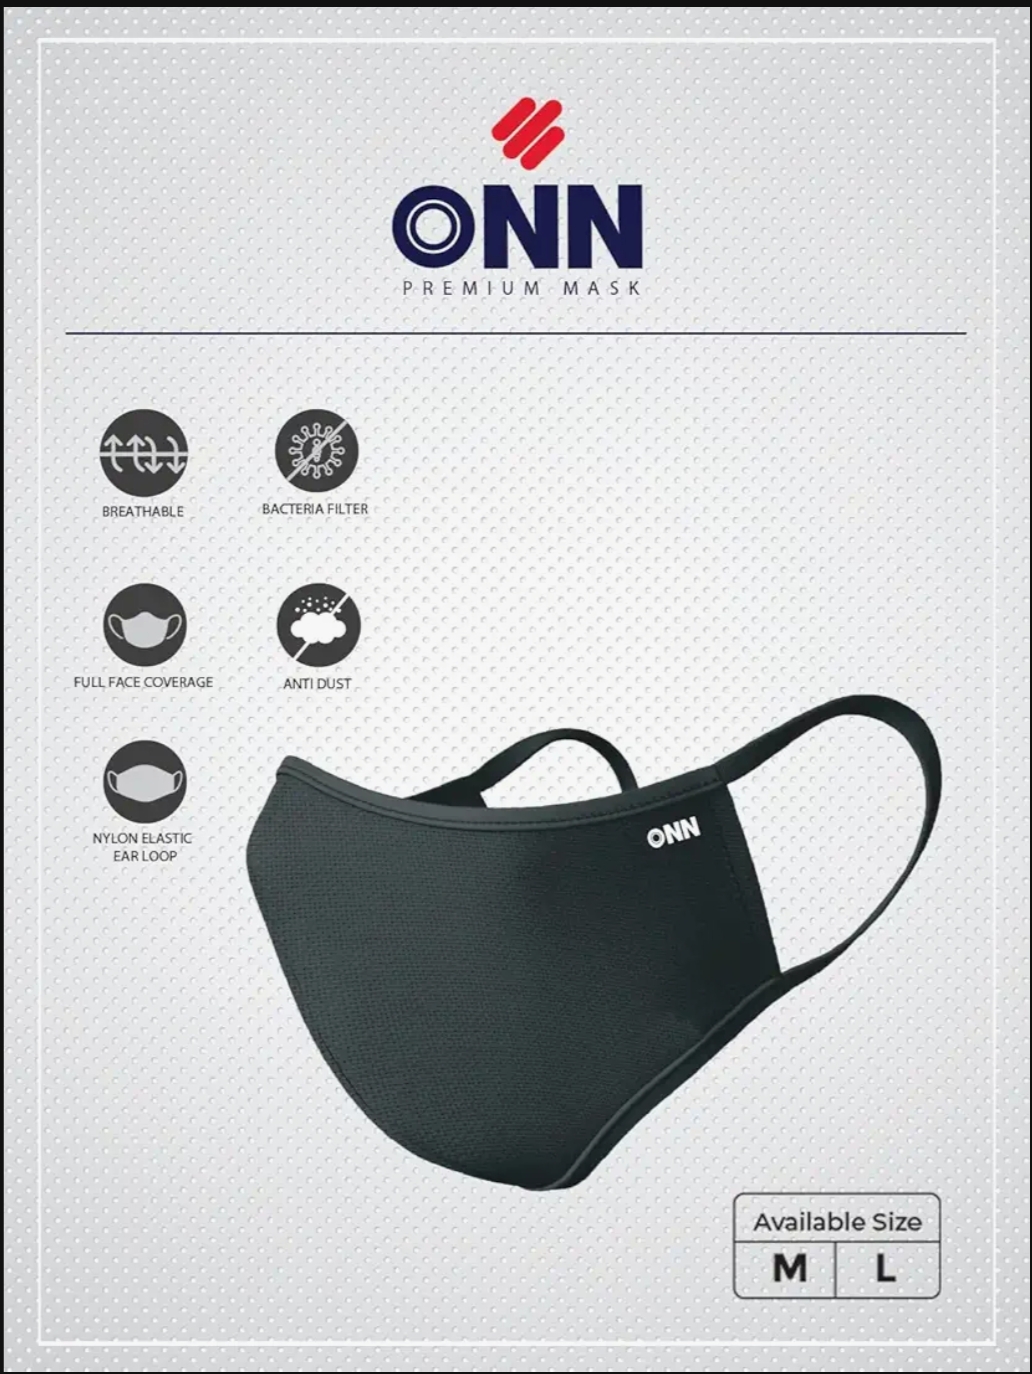 ONN
PREMIUM MASK
BREATHABLE
BACTERIA FILTER
FULL FACE COVERAGE
ANTI DUST
NYLON ELASTIC
EAR LOOP
ONN
Available Size
M L